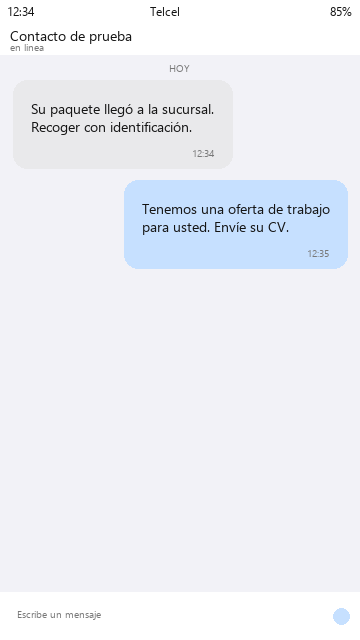 12:34 Telcel 85%
Contacto de prueba
en línea
HOY
Su paquete llegó a la sucursal.
Recoger con identificación.
12:34
Tenemos una oferta de trabajo
para usted. Envíe su CV.
12:35
Escribe un mensaje